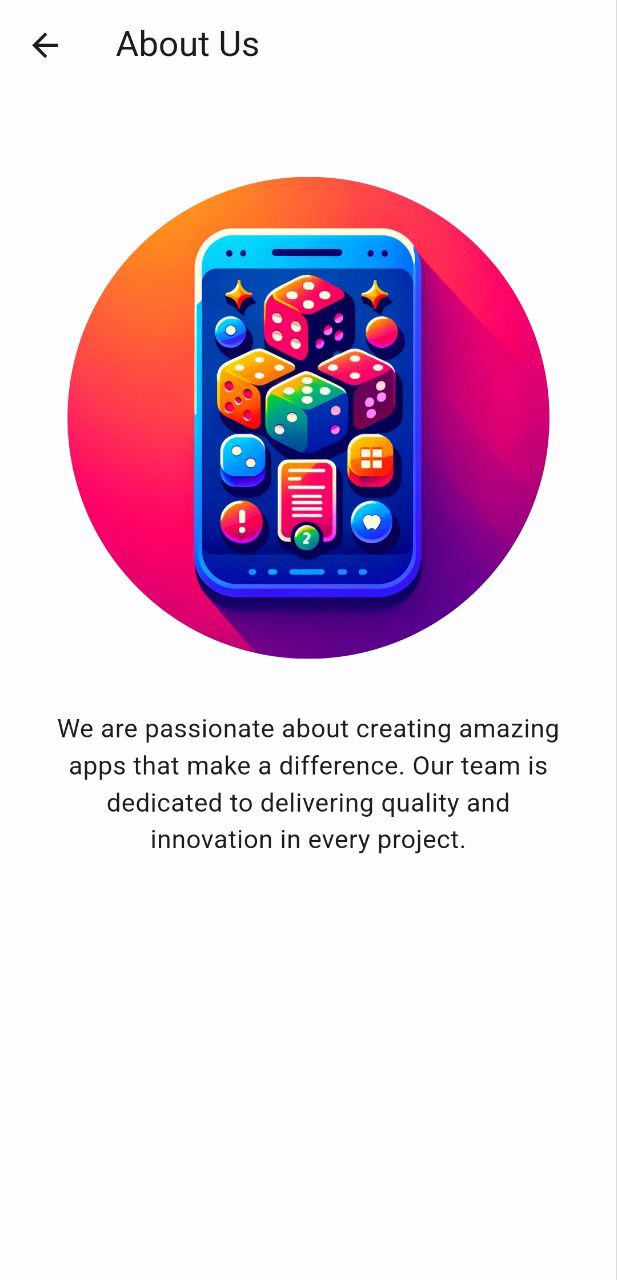 About Us
2
We are passionate about creating amazing
apps that make a difference. Our team is
dedicated to delivering quality and
innovation in every project.